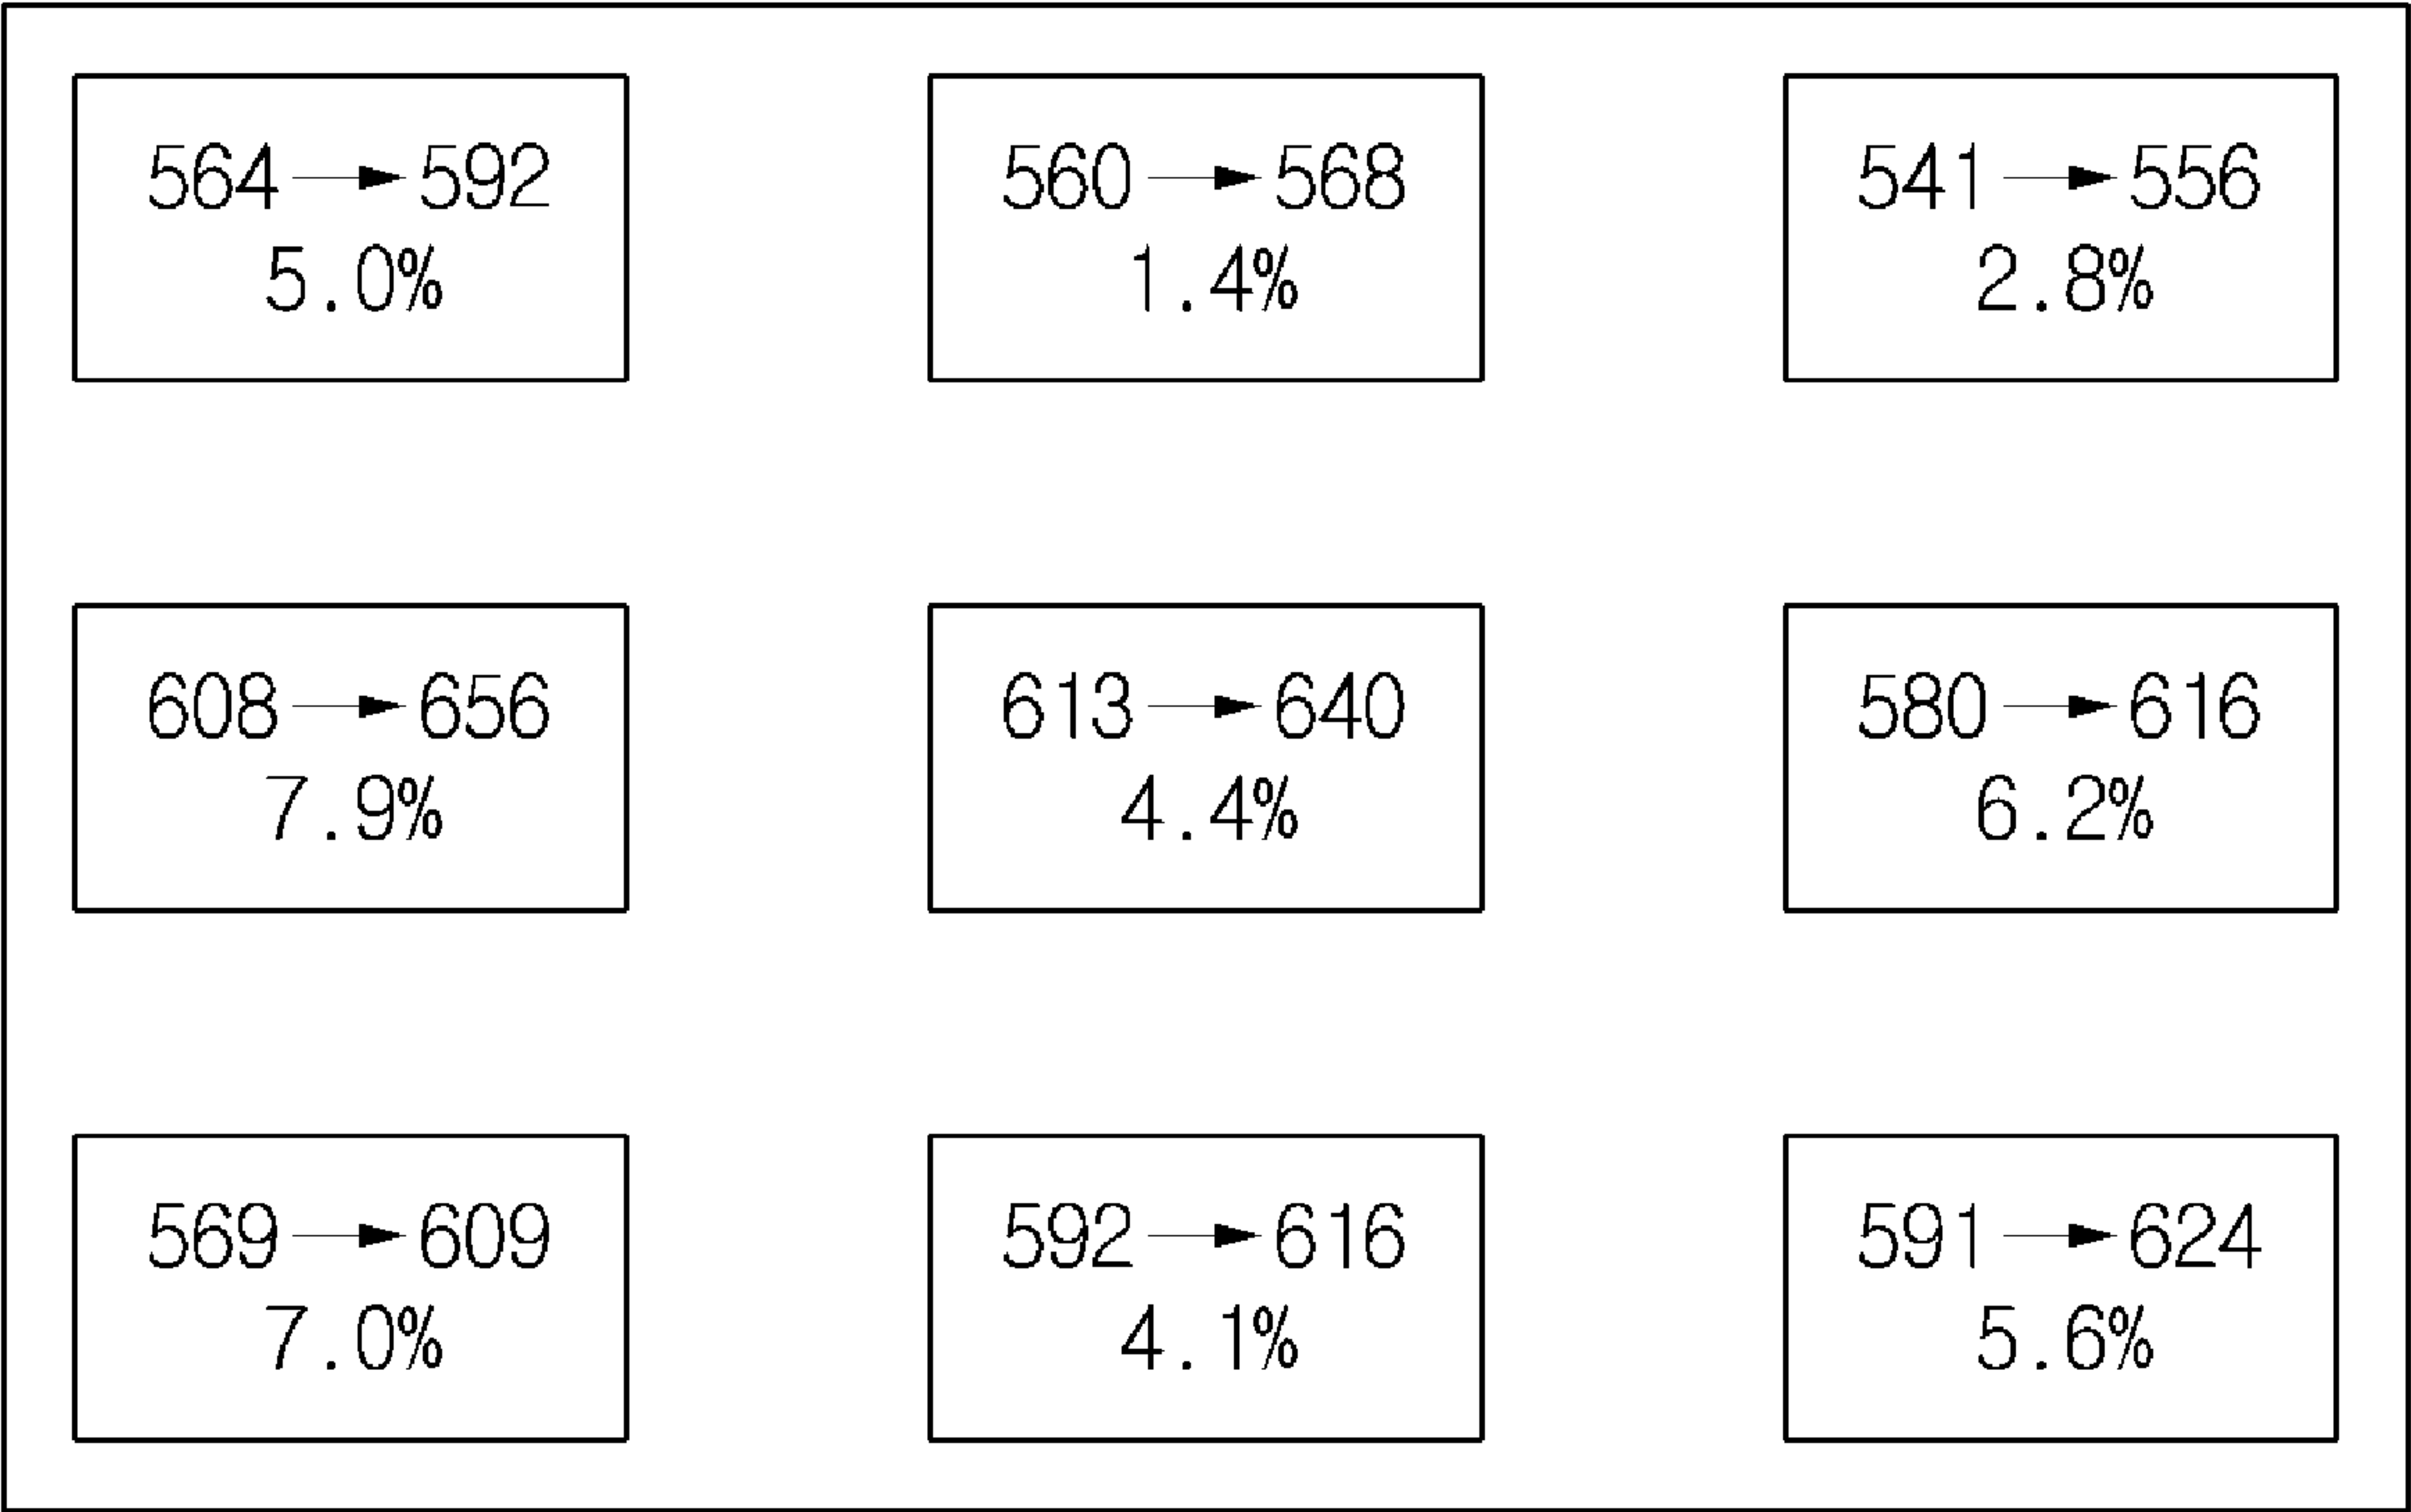 564 → 592
5.0%
560 → 568
1.4%
541 → 556
2.8%
608 → 656
7.9%
613 → 640
4.4%
580 → 616
6.2%
569 → 609
7.0%
592 → 616
4.1%
591 → 624
5.6%